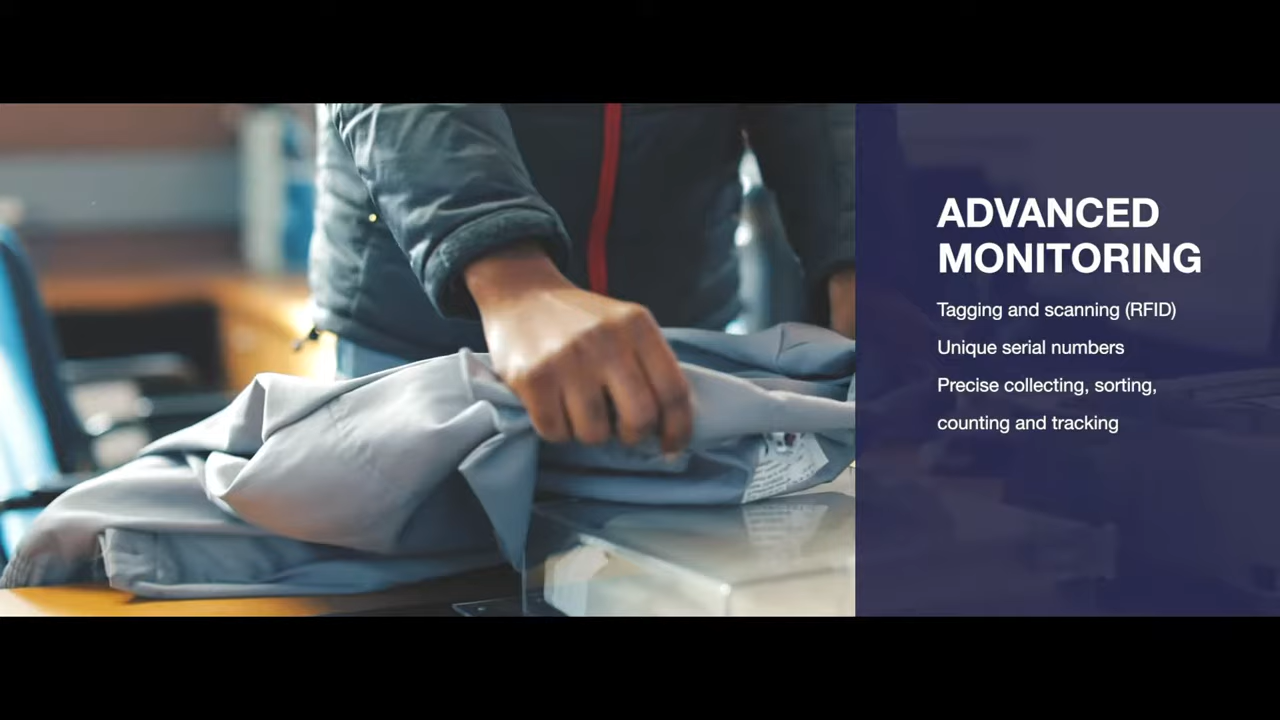 ADVANCED
MONITORING
Tagging and scanning (RFID)
Unique serial numbers
Precise collecting, sorting,
counting and tracking